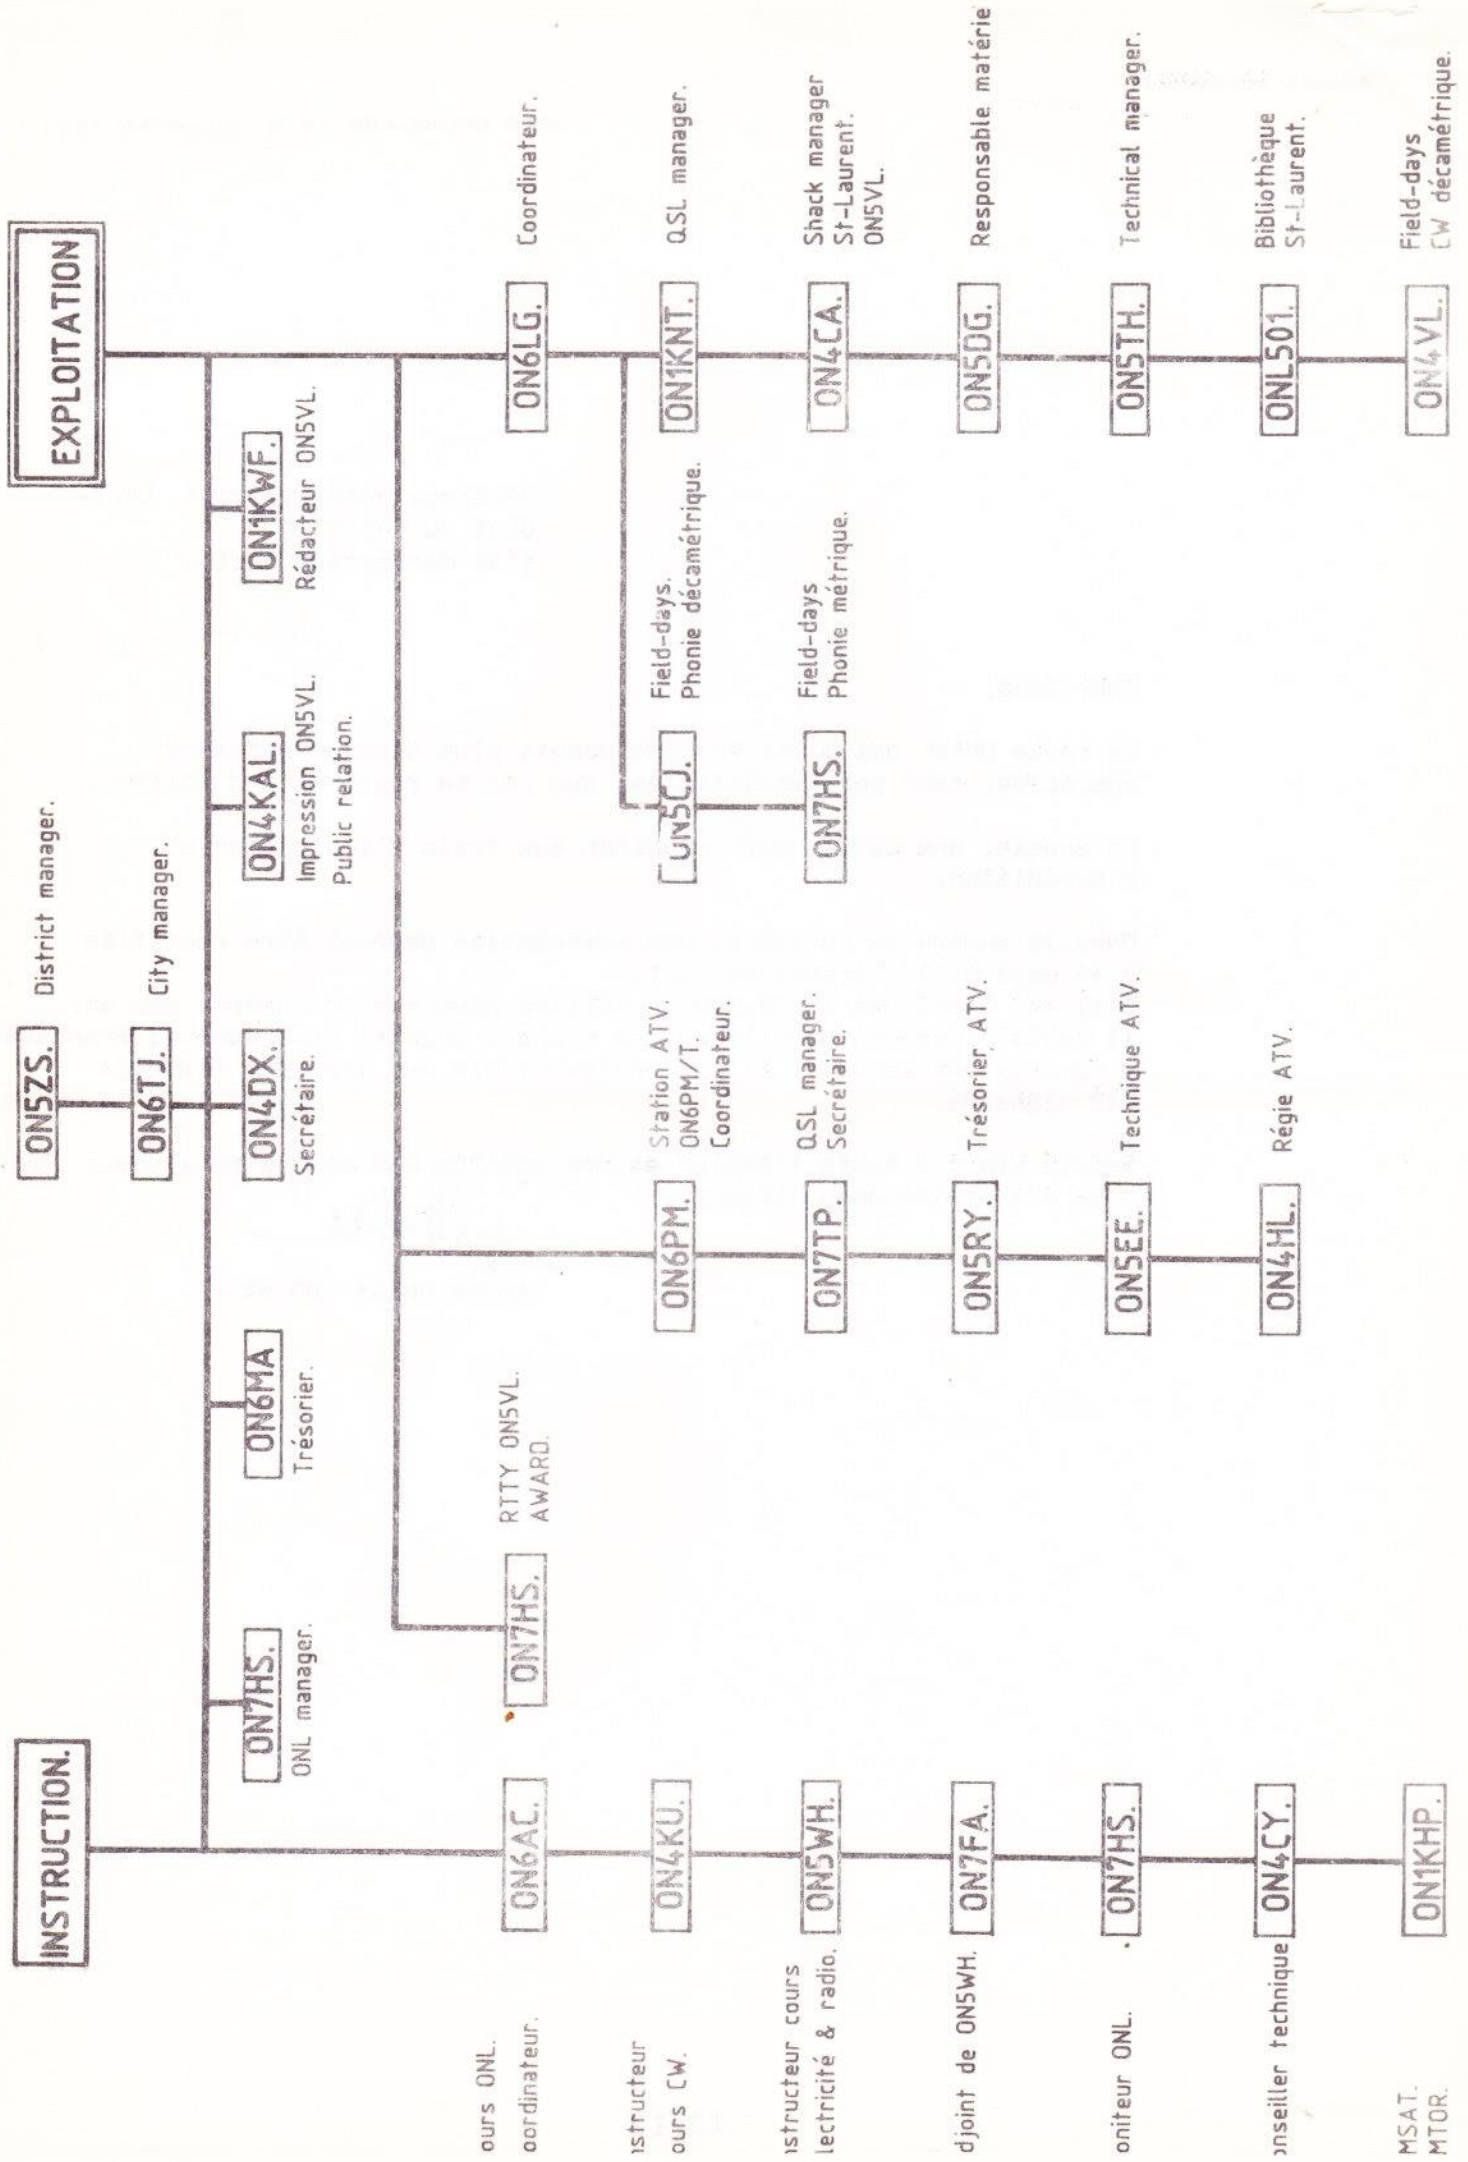 INSTRUCTION.
EXPLOITATION
ON5ZS.
District manager.
ON6TJ.
City manager.
ON7HS.
ONL manager.
ON6MA
Trésorier.
ON4DX.
Secrétaire.
ON4KAL.
Impression ON5VL.
Public relation.
ON1KWF.
Rédacteur ON5VL.
ours ONL.
oordinateur.
ON6AC.
ON7HS.
RTTY ON5VL.
AWARD.
ON6LG.
Coordinateur.
nstructeur
ours CW.
ON4KU.
ON6PM.
Station ATV.
ON6PM/T.
Coordinateur.
ON5CJ.
Field-days.
Phonie décamétrique.
ON1KNT.
QSL manager.
nstructeur cours
lectricité & radio.
ON5WH.
ON7TP.
QSL manager.
Secrétaire.
ON7HS.
Field-days
Phonie métrique.
ON4CA.
Shack manager
St-Laurent.
ON5VL.
djoint de ON5WH.
ON7FA.
ON5RY.
Trésorier ATV.
ON5DG.
Responsable matérie
oniteur ONL.
ON7HS.
ON5EE.
Technique ATV.
ON5TH.
Technical manager.
onseiller technique
ON4CY.
ON4HL.
Régie ATV.
ONL501.
Bibliothèque
St-Laurent.
MSAT.
MTOR.
ON1KHP.
ON4VL.
Field-days
CW décamétrique.